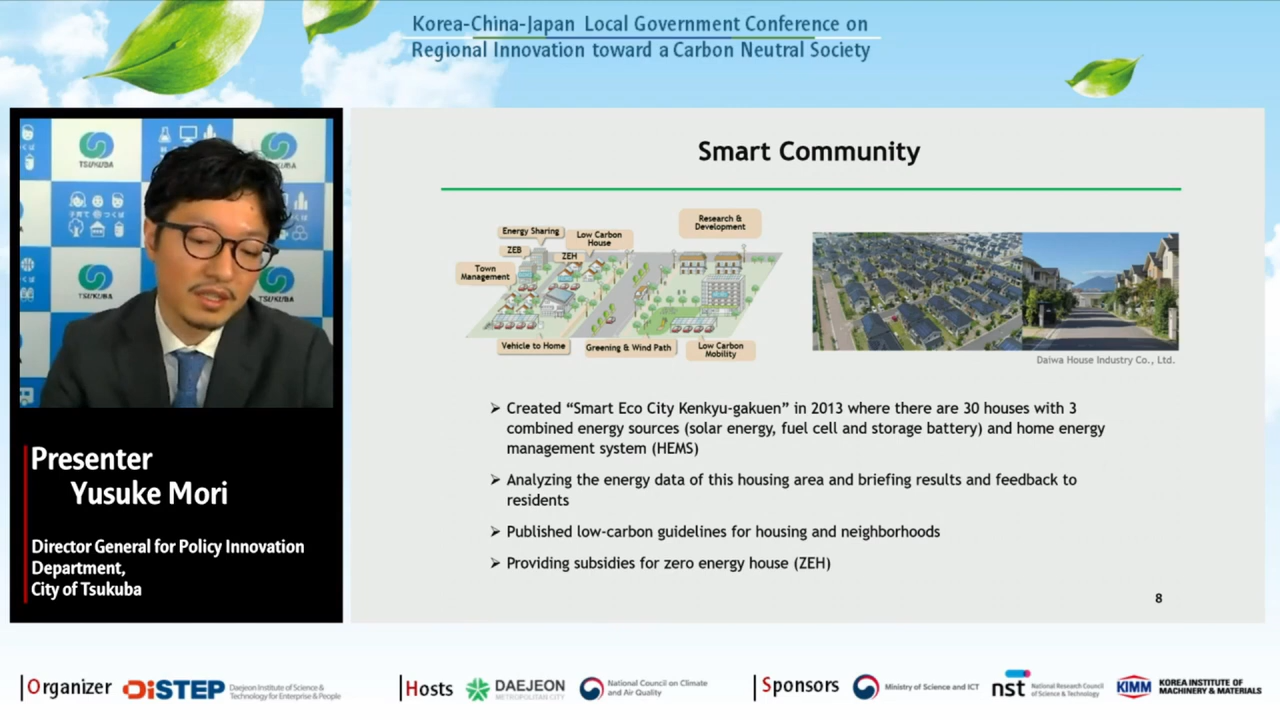 Korea-China-Japan Local Government Conference on
Regional Innovation toward a Carbon Neutral Society
TSUKUBA
TSUKUBA
TSUKUBA
Presenter
Yusuke Mori
Director General for Policy Innovation
Department,
City of Tsukuba
Smart Community
Energy Sharing
ZEB
Town
Management
Low Carbon
House
ZEH
Research &
Development
Vehicle to Home
Greening & Wind Path
Low Carbon
Mobility
Daiwa House Industry Co., Ltd.
➢ Created “Smart Eco City Kenkyu-gakuen” in 2013 where there are 30 houses with 3
combined energy sources (solar energy, fuel cell and storage battery) and home energy
management system (HEMS)
➢ Analyzing the energy data of this housing area and briefing results and feedback to
residents
➢ Published low-carbon guidelines for housing and neighborhoods
➢ Providing subsidies for zero energy house (ZEH)
8
Organizer
DISTEP
Daejeon Institute of Science &
Technology for Enterprise & People
Hosts
DAEJEON
METROPOLITAN CITY
National Council on Climate
and Air Quality
Sponsors
Ministry of Science and ICT
nst
National Research Council
of Science & Technology
KIMM
KOREA INSTITUTE OF
MACHINERY & MATERIALS